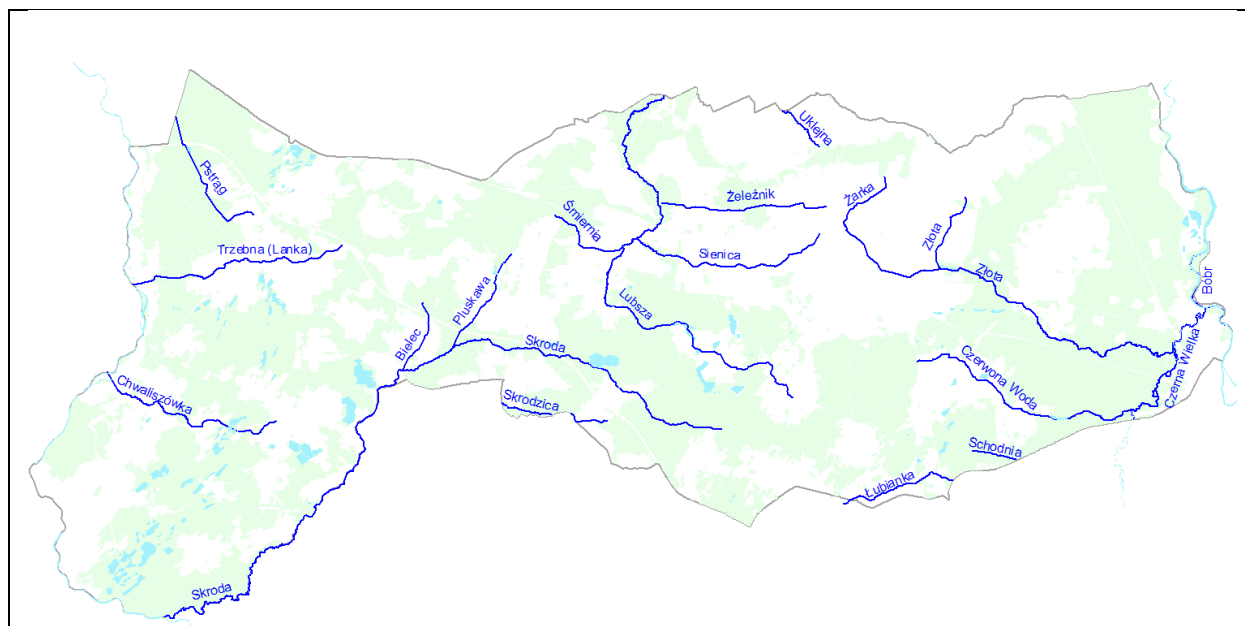 Uklejna
Pstrąg
Żeleźnik
Żarka
Śmiernia
Złota
Trzebna (Lanka)
Sienica
Złota
Bóbr
Pluskawa
Lubsza
Bielec
Skroda
Czerna Wielka
Czerwona Woda
Chwaliszówka
Skrodzica
Schodnia
Łubianka
Skroda